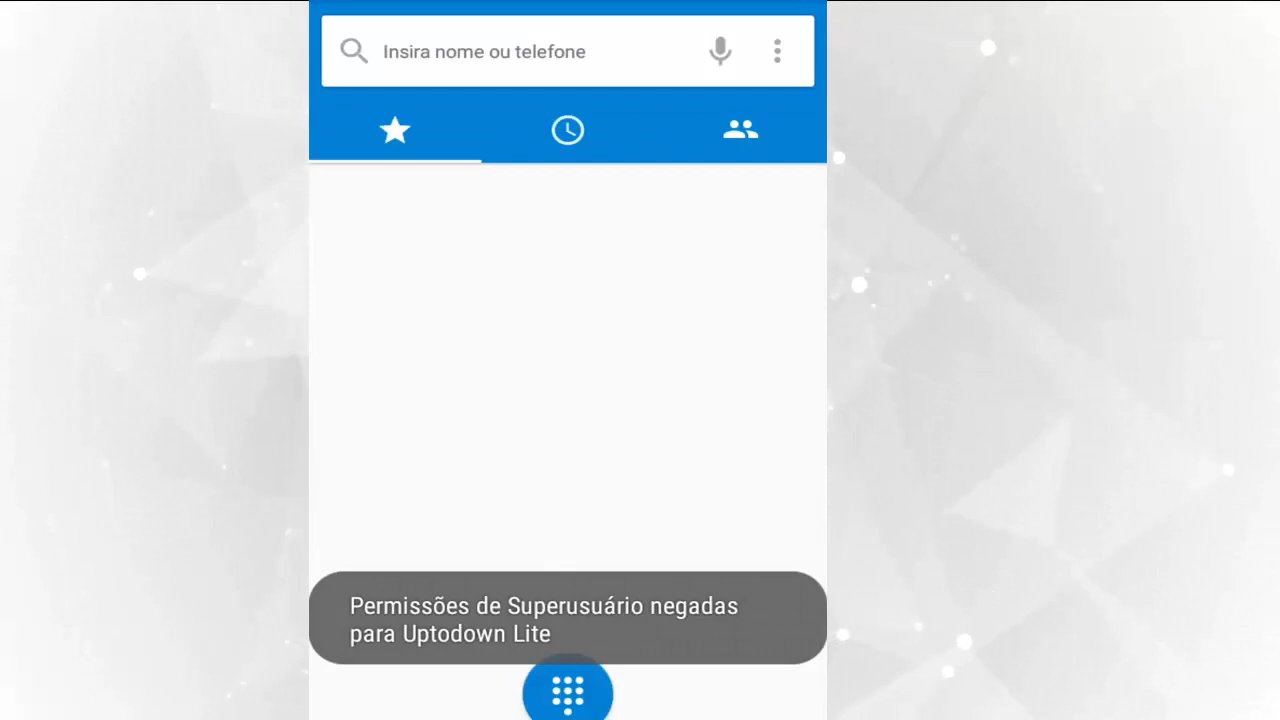 Insira nome ou telefone
Permissões de Superusuário negadas
para Uptodown Lite